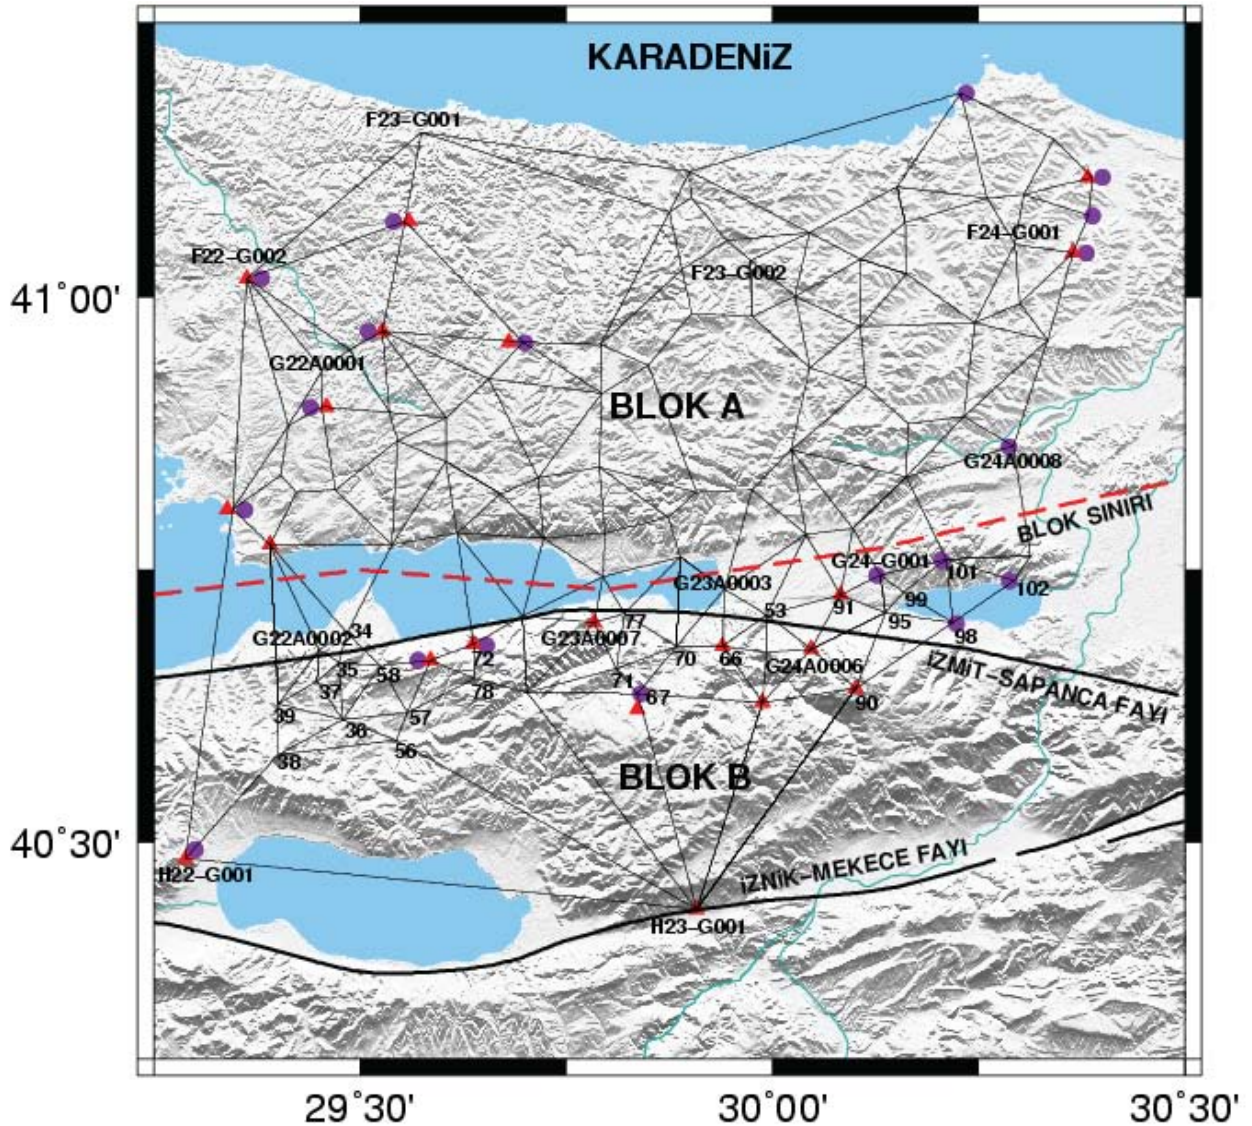 KARADENiZ
F23-G001
F22-G002
F24-G001
F23-G002
41°00'
G22A0001
BLOK A
G24A0008
BLOK SINIRI
G24-G001
101
G23A0003
102
99
91
53
95
77
34
G22A0002
G23A0007
98
72
70
66
G24A0006
35
58
iZMiT-SAPANCA FAYI
37
78
71
67
90
39
57
36
56
38
BLOK B
40°30'
iZNiK-MEKECE FAYI
H22-G001
H23-G001
29°30'
30°00'
30°30'